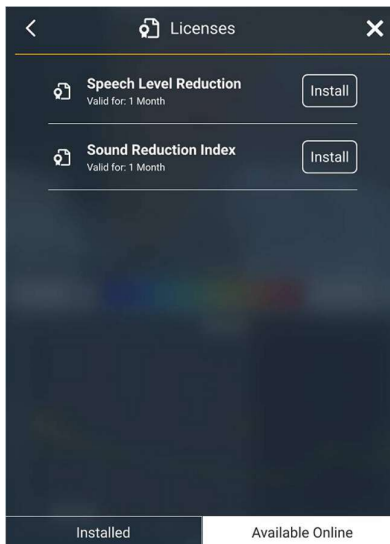 Licenses
Speech Level Reduction
Valid for: 1 Month
Install
Sound Reduction Index
Valid for: 1 Month
Install
Installed
Available Online